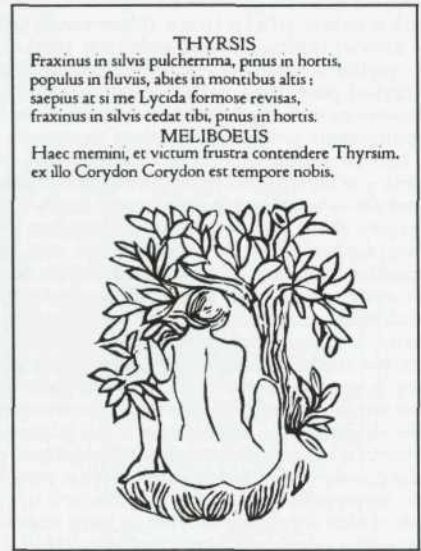 THYRSIS
Fraxinus in silvis pulcherrima, pinus in hortis,
populus in fluviis, abies in montibus altis;
saepius at si me Lycida formose revisas,
fraxinus in silvis cedat tibi, pinus in hortis.
MELIBOEUS
Haec memini, et victum frustra contendere Thyrsim.
ex illo Corydon Corydon est tempore nobis.